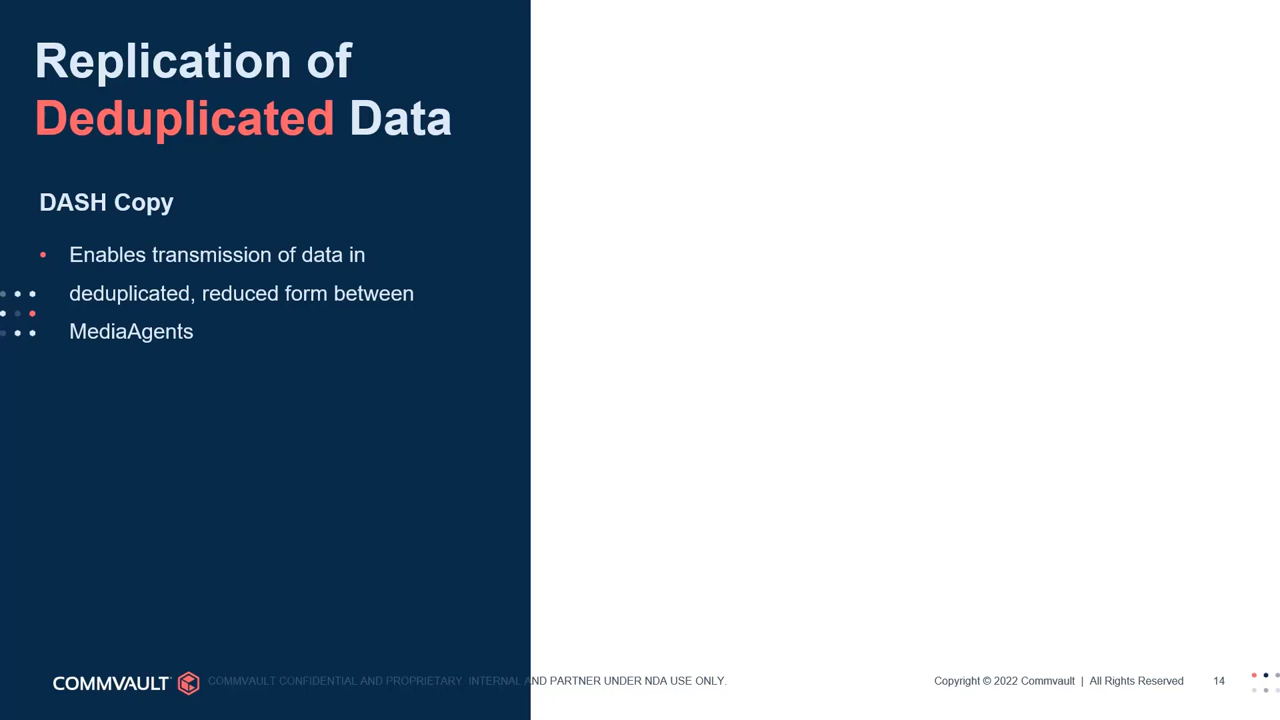 Replication of
Deduplicated Data
DASH Copy
• Enables transmission of data in
deduplicated, reduced form between
MediaAgents
COMMVAULT
COMMVAULT CONFIDENTIAL AND PROPRIETARY  INTERNAL AND PARTNER UNDER NDA USE ONLY.
Copyright © 2022 Commvault | All Rights Reserved
14